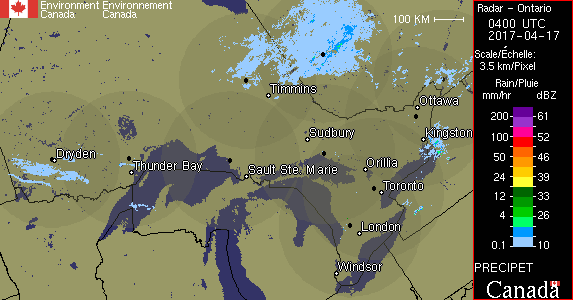 Environment Environnement
Canada Canada
100 KM
Timmins
Ottawa
Sudbury
Kingston
Dryden
Thunder Bay
Sault Ste. Marie
Orillia
Toronto
London
Windsor
Radar - Ontario
0400 UTC
2017-04-17
Scale/Échelle:
3.5 km/Pixel
Rain/Pluie
mm/hr dBZ
200 61
100 52
50 46
24 39
12 33
4 26
0.1 10
PRECIPET
Canada